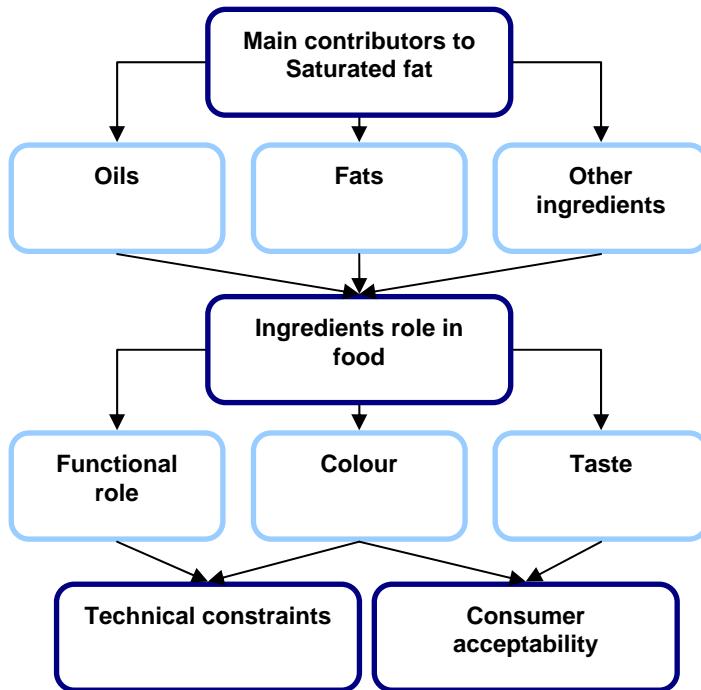 Main contributors to
Saturated fat
Oils
Fats
Other
ingredients
Ingredients role in
food
Functional
role
Colour
Taste
Technical constraints
Consumer
acceptability